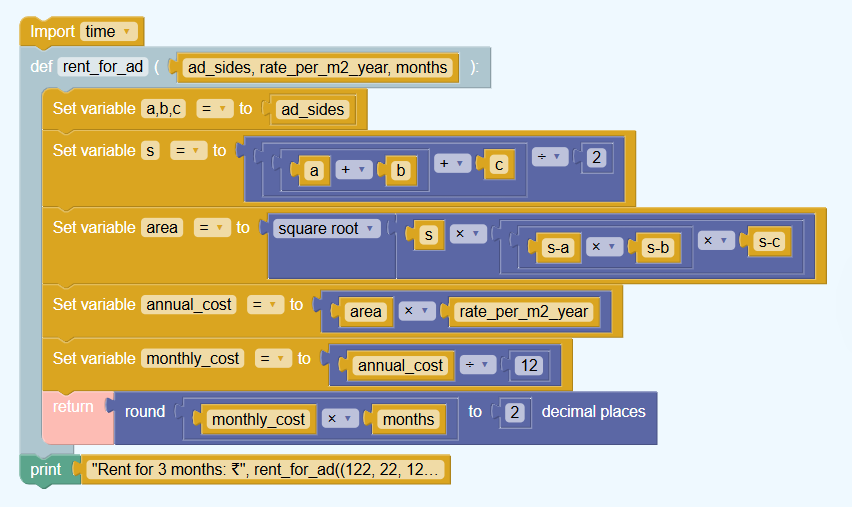 Import time
def rent_for_ad ( ad_sides, rate_per_m2_year, months ):
Set variable a,b,c = to ad_sides
Set variable s = to a + b + c ÷ 2
Set variable area = to square root s × s-a × s-b × s-c
Set variable annual_cost = to area × rate_per_m2_year
Set variable monthly_cost = to annual_cost ÷ 12
return round monthly_cost × months to 2 decimal places
print "Rent for 3 months: ₹", rent_for_ad((122, 22, 12...